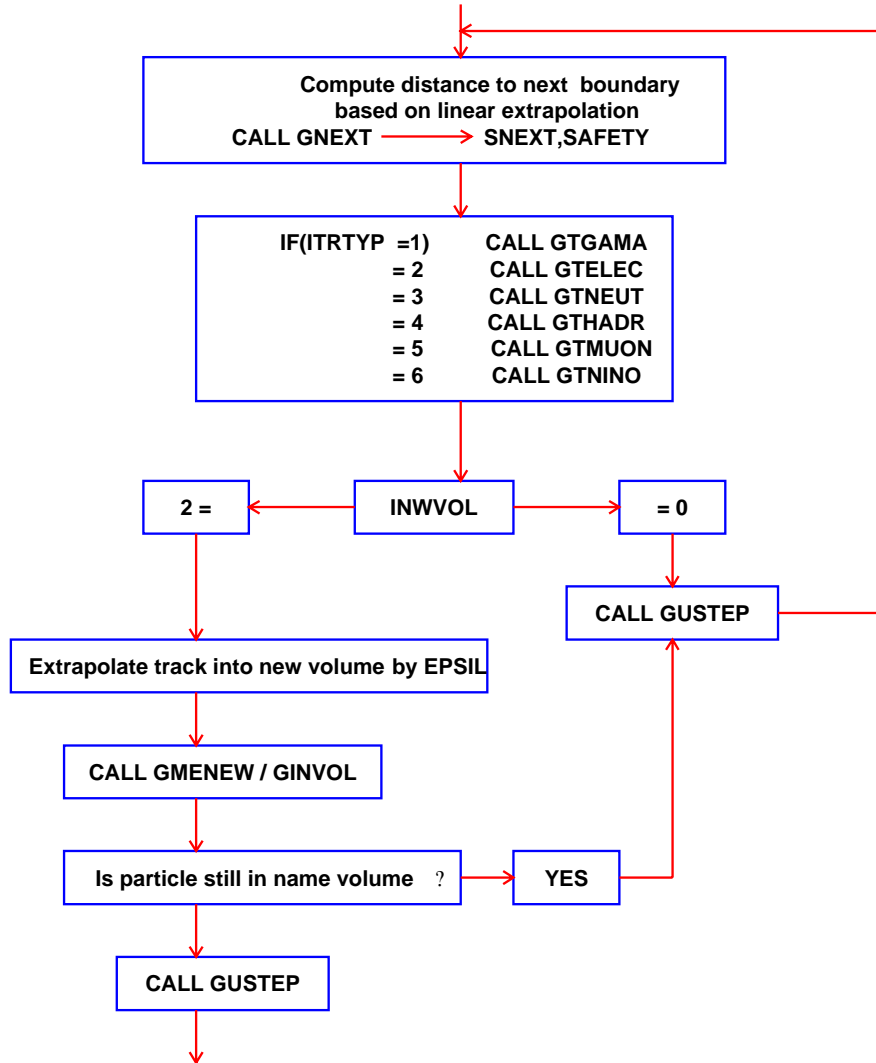 Compute distance to next boundary
based on linear extrapolation
CALL GNEXT SNEXT,SAFETY
IF(ITRTYP =1) CALL GTGAMA
= 2 CALL GTELEC
= 3 CALL GTNEUT
= 4 CALL GTHADR
= 5 CALL GTMUON
= 6 CALL GTNINO
2 = INWVOL = 0
CALL GUSTEP
Extrapolate track into new volume by EPSIL
CALL GMENEW / GINVOL
Is particle still in name volume ? YES
CALL GUSTEP